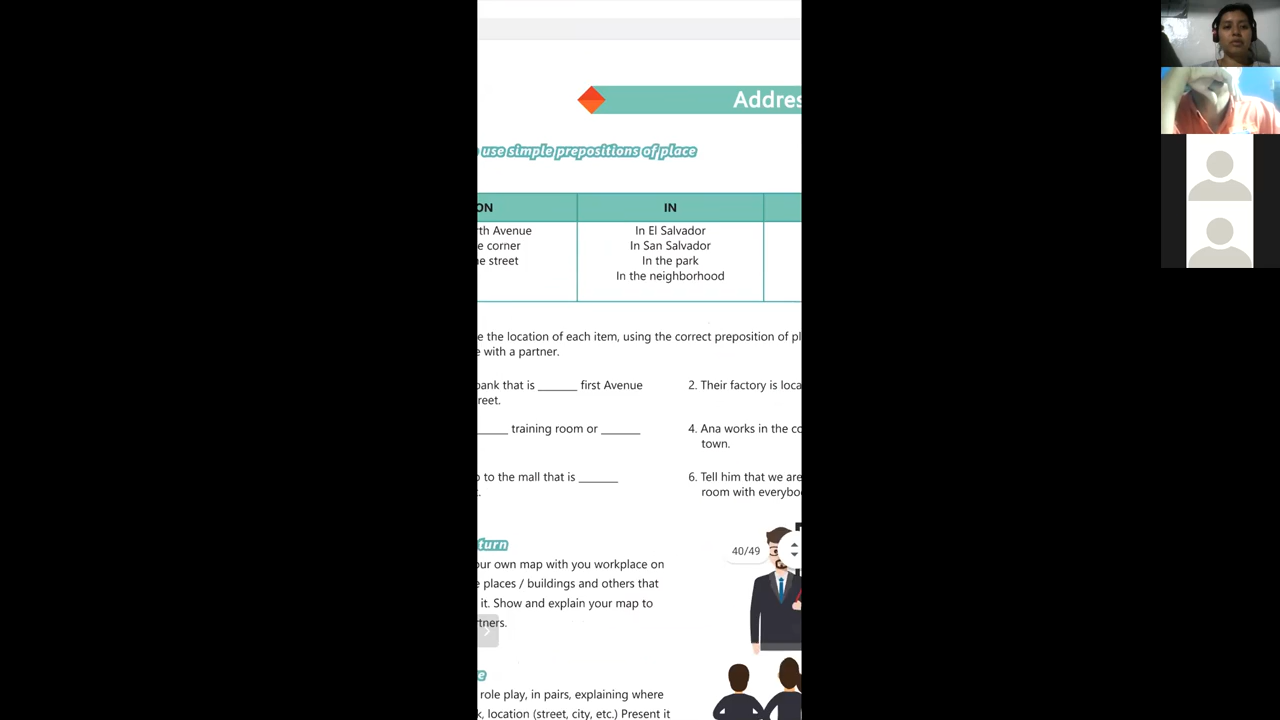 Addres
use simple prepositions of place
ON
IN
rth Avenue
e corner
e street
In El Salvador
In San Salvador
In the park
In the neighborhood
e the location of each item, using the correct preposition of pl
e with a partner.
bank that is _______ first Avenue
reet.
2. Their factory is loca
_____ training room or _______
4. Ana works in the co
town.
o to the mall that is _______
t.
6. Tell him that we are
room with everybo
turn
our own map with you workplace on
e places / buildings and others that
it. Show and explain your map to
rtners.
40/49
e
role play, in pairs, explaining where
k, location (street, city, etc.) Present it